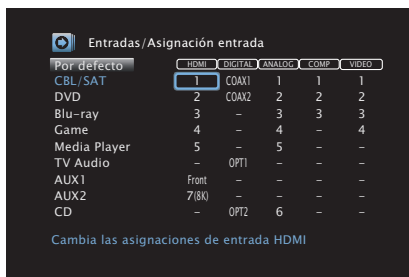 Entradas/Asignación entrada
Por defecto HDMI DIGITAL ANALOG COMP VIDEO
CBL/SAT 1 COAX1 1 1 1
DVD 2 COAX2 2 2 2
Blu-ray 3 – 3 3 3
Game 4 – 4 – 4
Media Player 5 – 5 – –
TV Audio – OPT1 – – –
AUX1 Front – – – –
AUX2 7(8K) – – – –
CD – OPT2 6 – –
Cambia las asignaciones de entrada HDMI